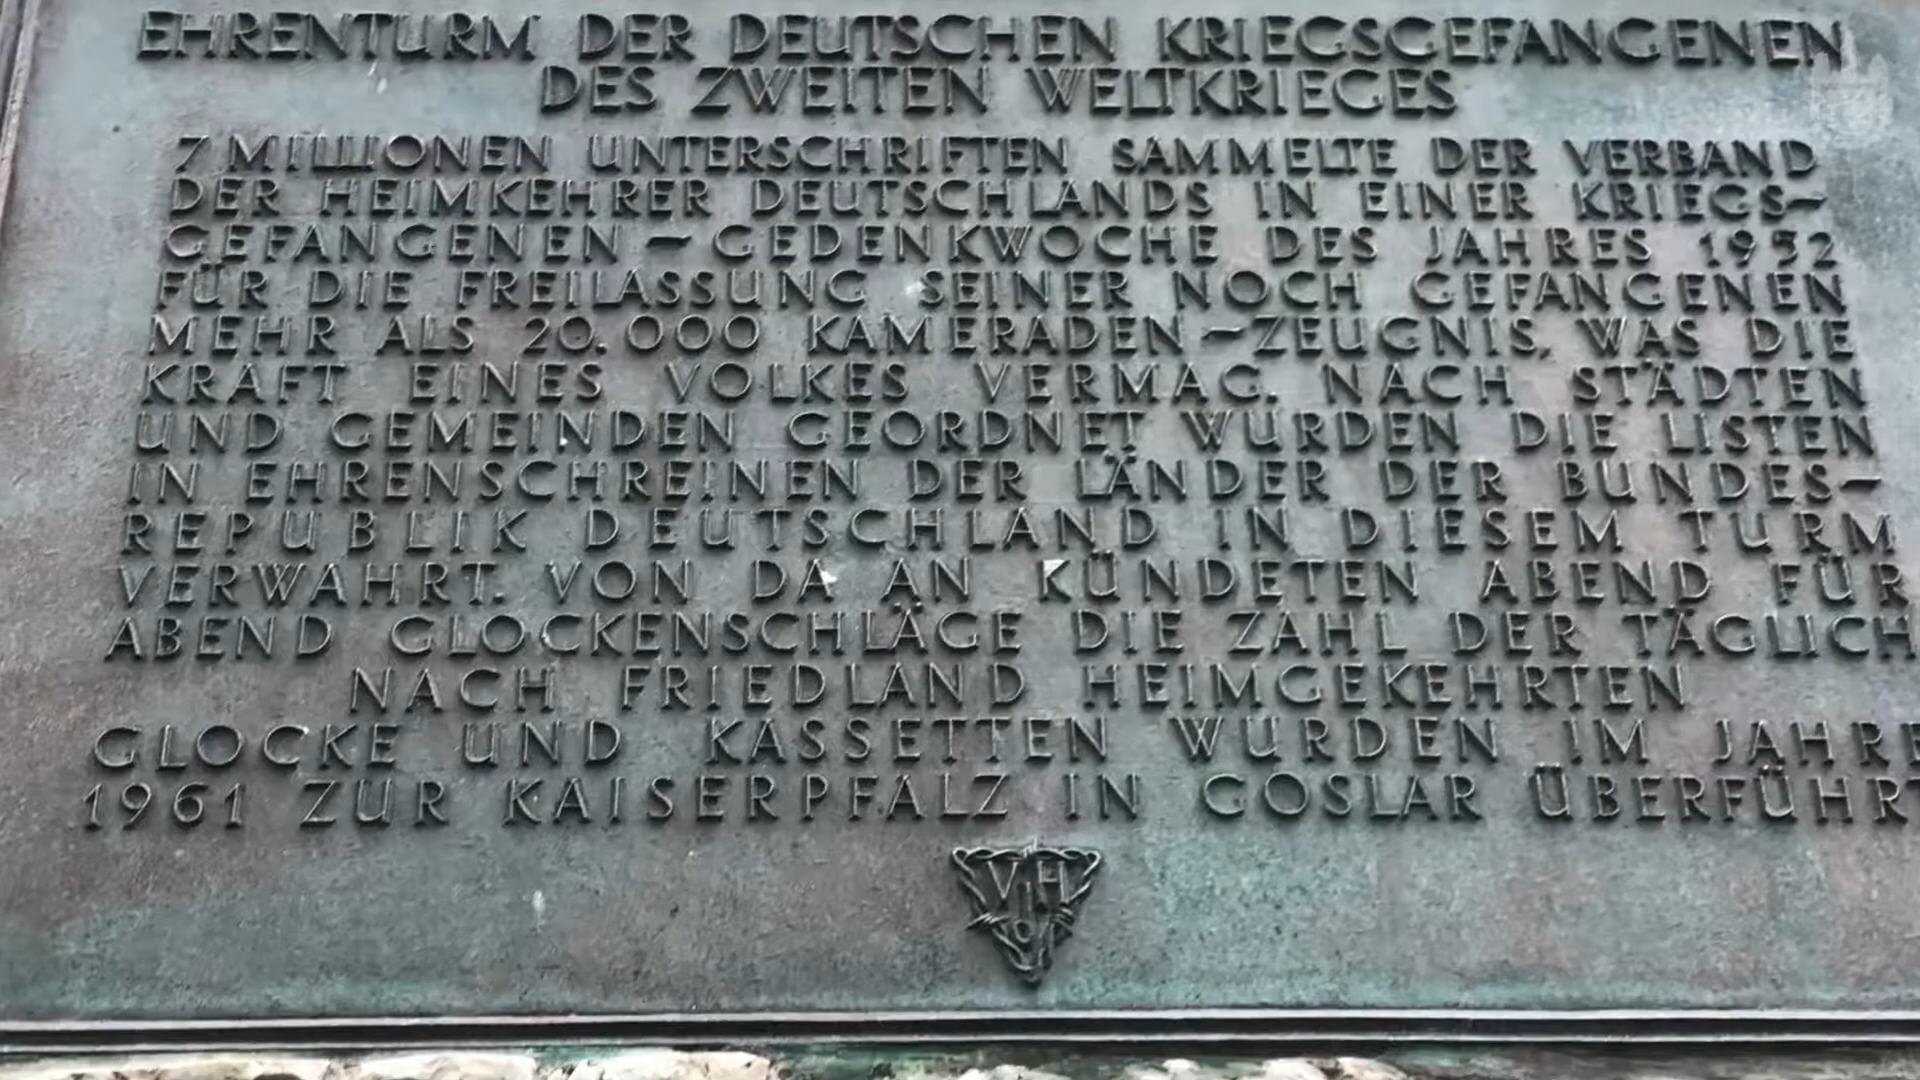 EHRENTURM DER DEUTSCHEN KRIEGSGEFANGENEN
DES ZWEITEN WELTKRIEGES
7 MILLIONEN UNTERSCHRIFTEN SAMMELTE DER VERBAND
DER HEIMKEHRER DEUTSCHLANDS IN EINER KRIEGS-
GEFANGENEN-GEDENKWOCHE DES JAHRES 1952
FÜR DIE FREILASSUNG SEINER NOCH GEFANGENEN
MEHR ALS 20.000 KAMERADEN-ZEUGNIS, WAS DIE
KRAFT EINES VOLKES VERMAG. NACH STÄDTEN
UND GEMEINDEN GEORDNET WURDEN DIE LISTEN
IN EHRENSCHREINEN DER LÄNDER DER BUNDES-
REPUBLIK DEUTSCHLAND IN DIESEM TURM
VERWAHRT. VON DA AN KÜNDETEN ABEND FÜR
ABEND GLOCKENSCHLÄGE DIE ZAHL DER TÄGLICH
NACH FRIEDLAND HEIMGEKEHRTEN
GLOCKE UND KASSETTEN WURDEN IM JAHRE
1961 ZUR KAISERPFALZ IN GOSLAR ÜBERFÜHRT
VH